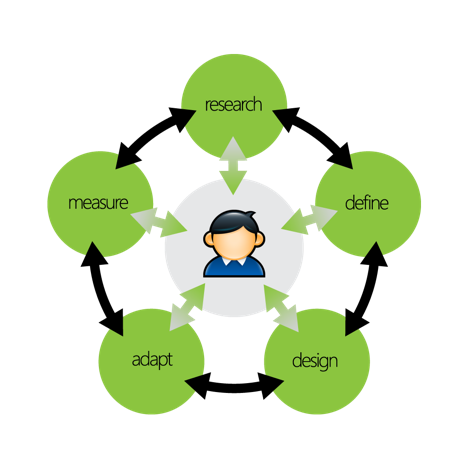 research
define
design
adapt
measure